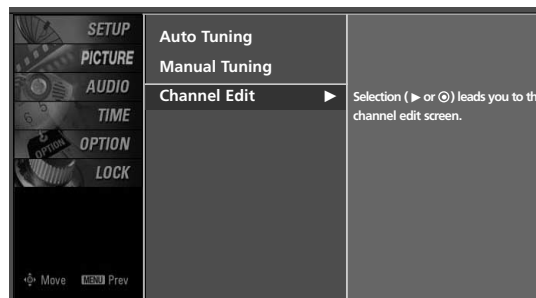 SETUP
PICTURE
AUDIO
TIME
OPTION
LOCK
Move MENU Prev
Auto Tuning
Manual Tuning
Channel Edit ▶
Selection ( ▶ or ◉) leads you to th
channel edit screen.